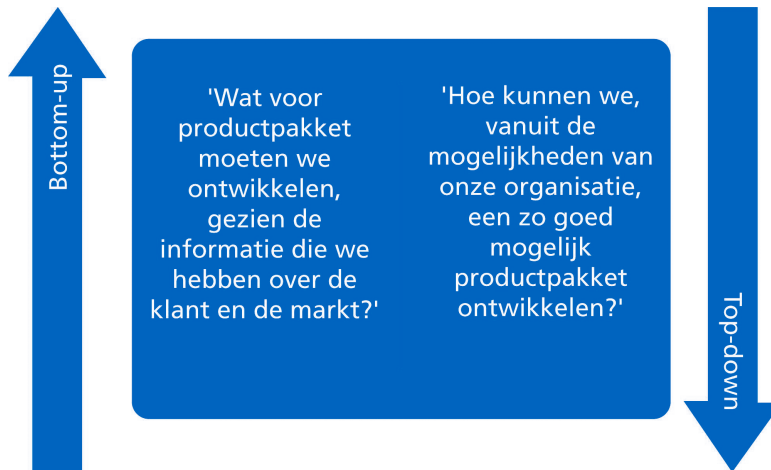 Bottom-up
'Wat voor
productpakket
moeten we
ontwikkelen,
gezien de
informatie die we
hebben over de
klant en de markt?'
'Hoe kunnen we,
vanuit de
mogelijkheden van
onze organisatie,
een zo goed
mogelijk
productpakket
ontwikkelen?'
Top-down